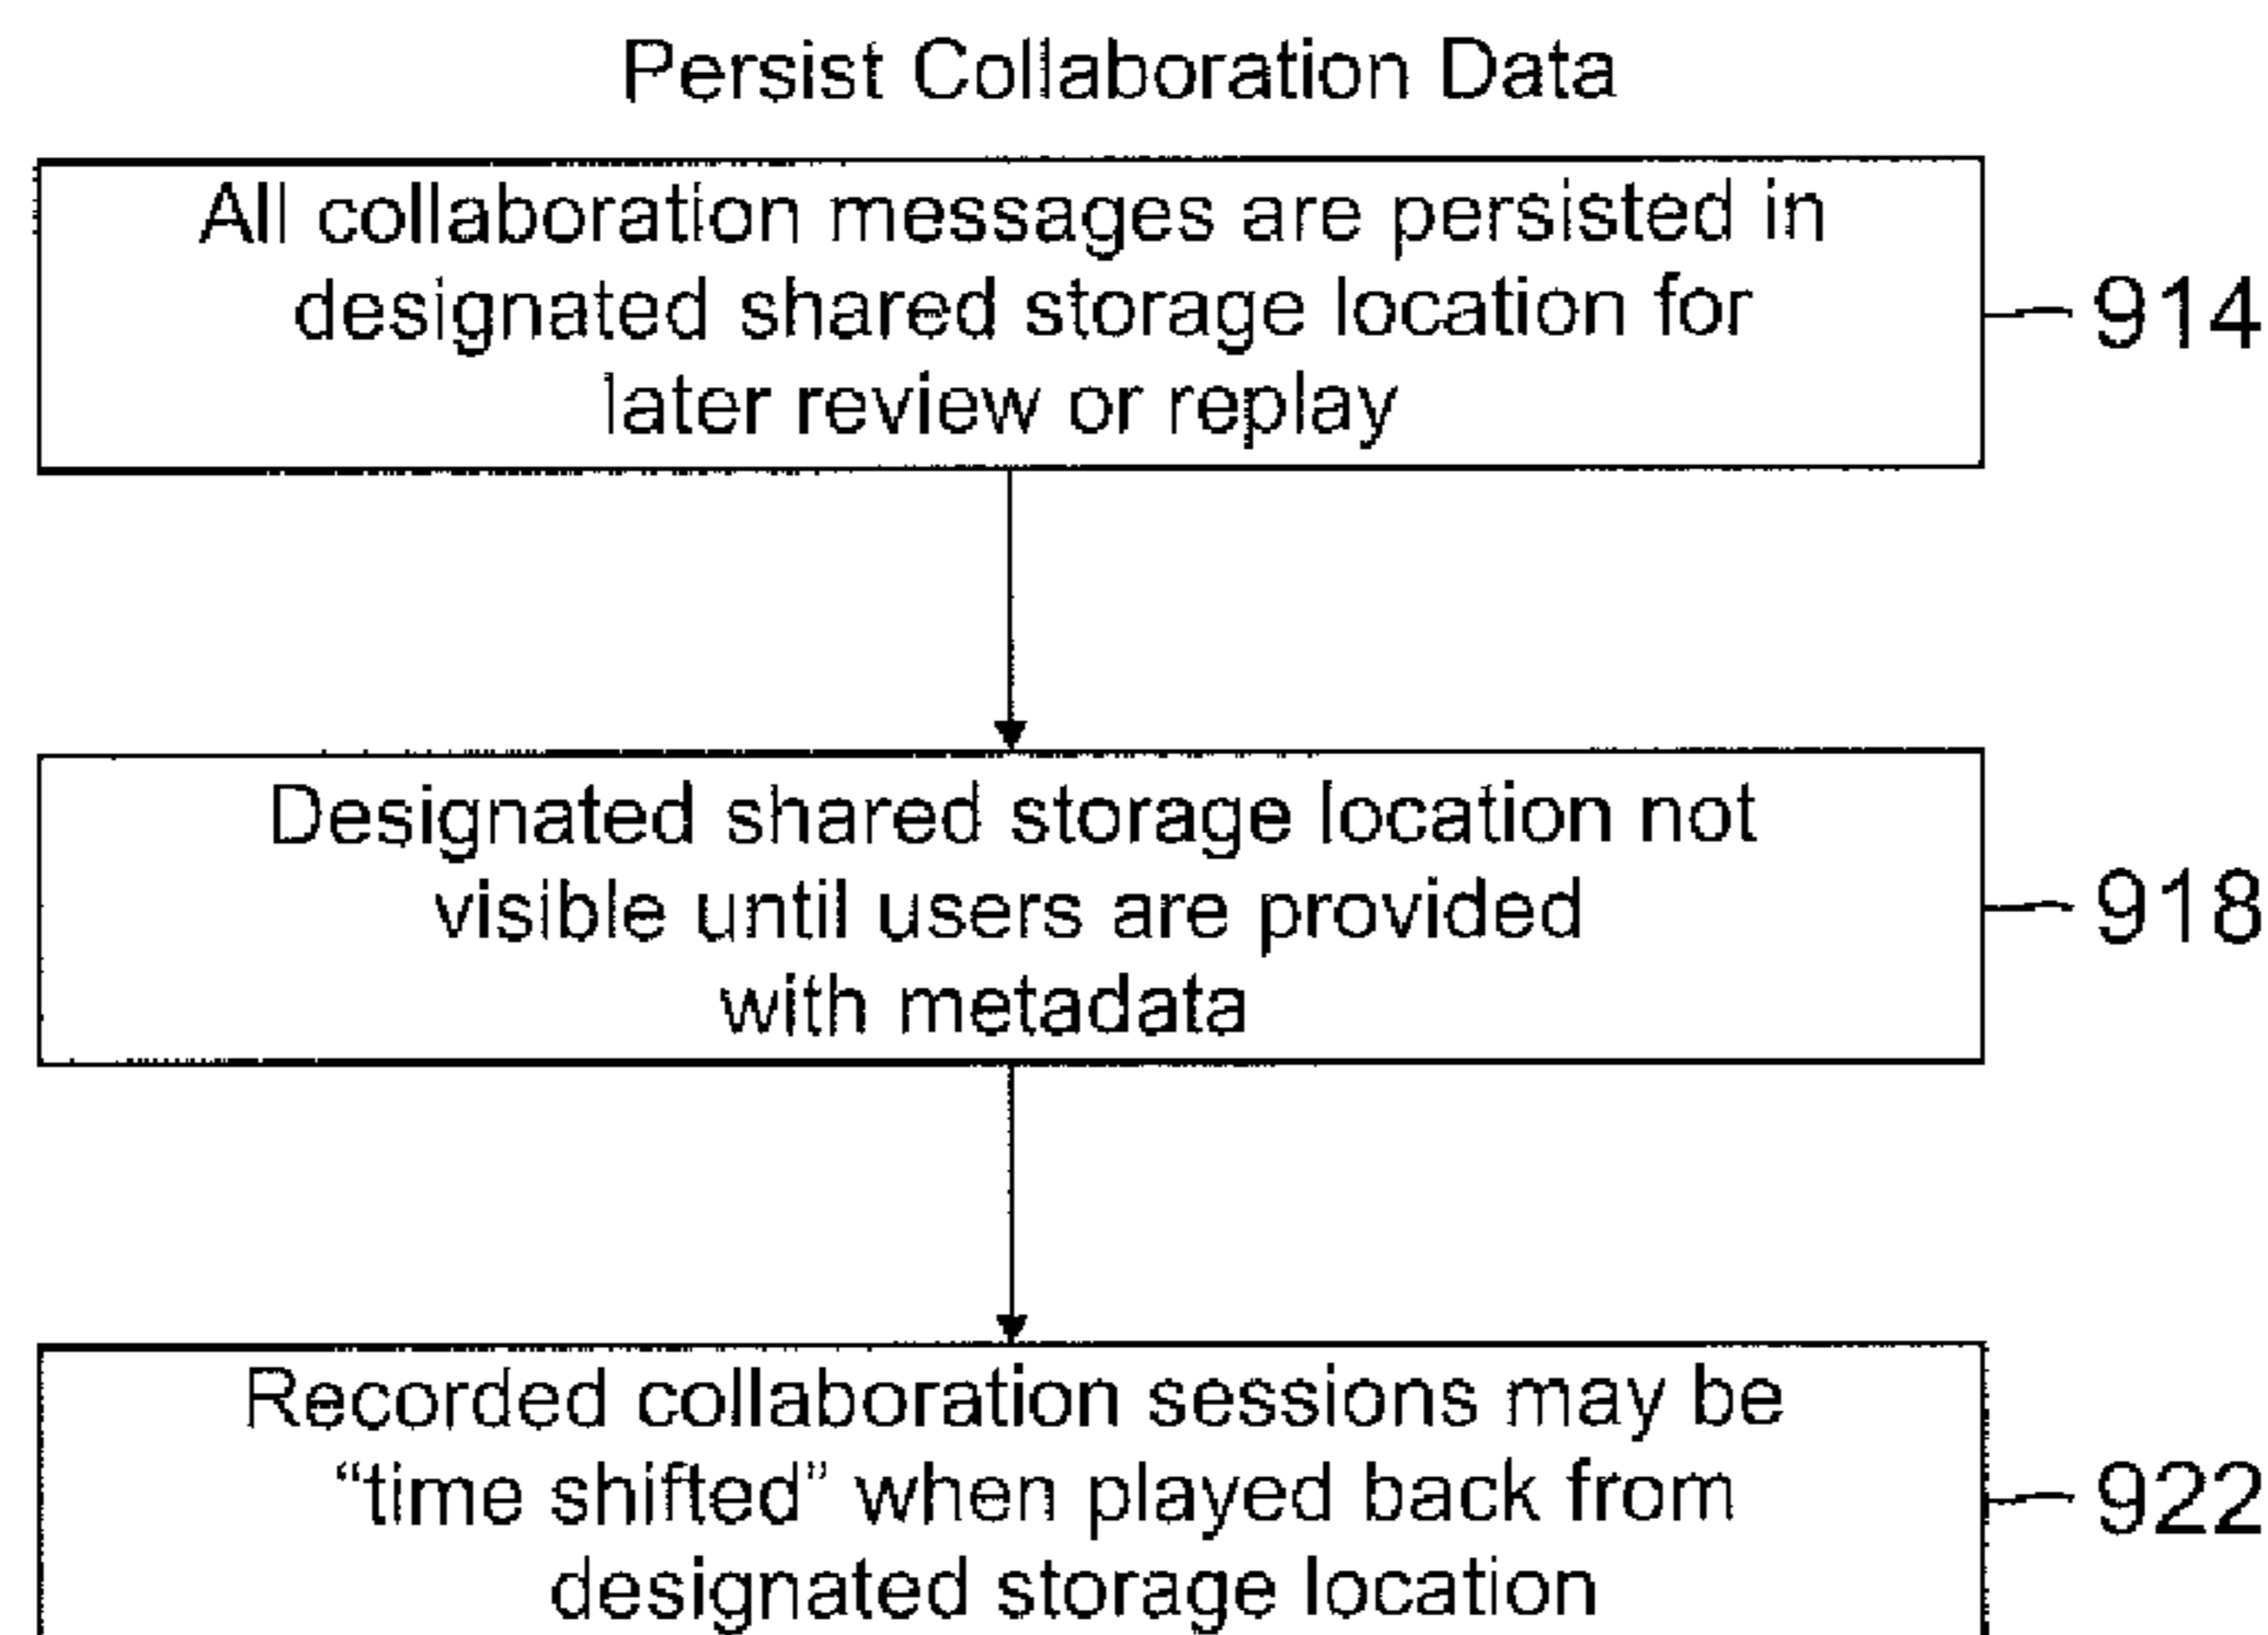 Persist Collaboration Data
All collaboration messages are persisted in
designated shared storage location for
later review or replay
914
Designated shared storage location not
visible until users are provided
with metadata
918
Recorded collaboration sessions may be
“time shifted” when played back from
designated storage location
922